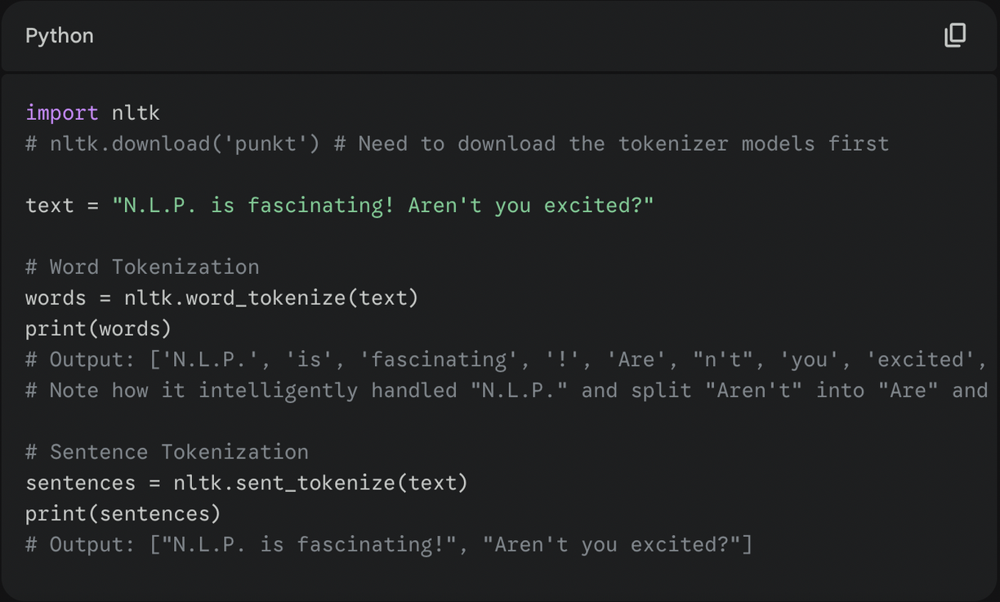 Python
import nltk
# nltk.download('punkt') # Need to download the tokenizer models first
text = "N.L.P. is fascinating! Aren't you excited?"
# Word Tokenization
words = nltk.word_tokenize(text)
print(words)
# Output: ['N.L.P.', 'is', 'fascinating', '!', 'Are', "n't", 'you', 'excited',
# Note how it intelligently handled "N.L.P." and split "Aren't" into "Are" and
# Sentence Tokenization
sentences = nltk.sent_tokenize(text)
print(sentences)
# Output: ["N.L.P. is fascinating!", "Aren't you excited?"]